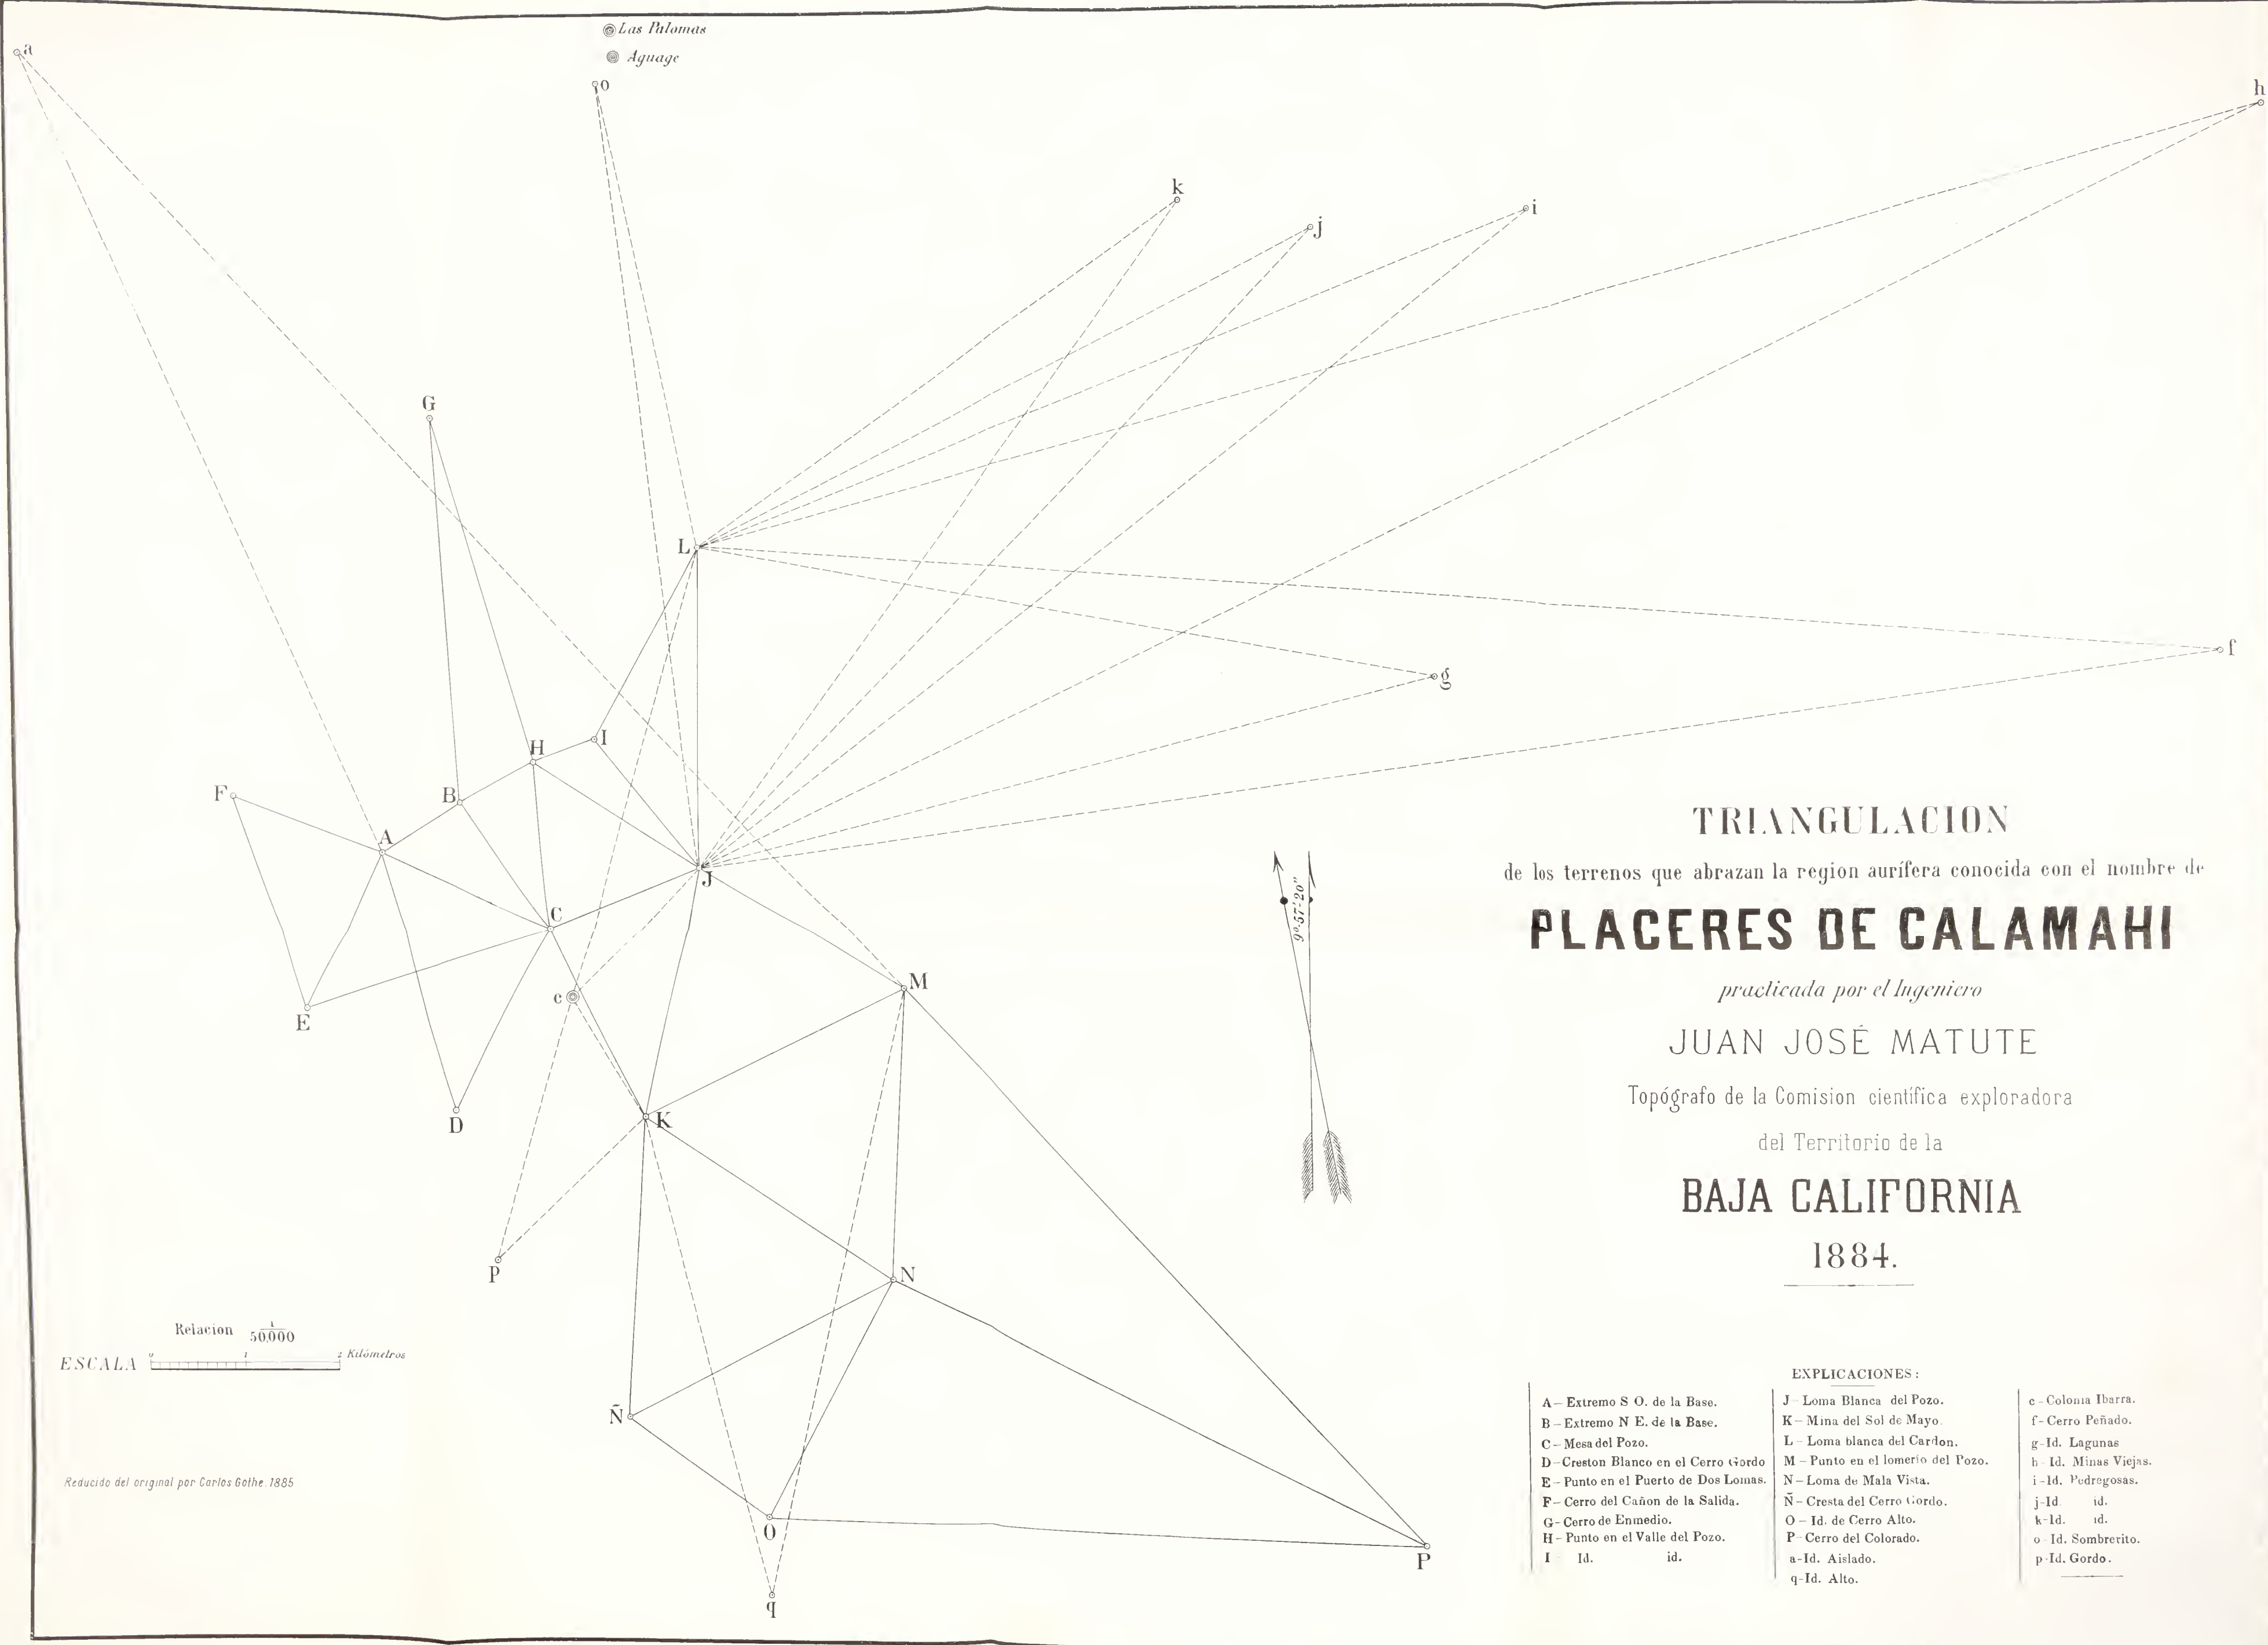 Las Palomas
Aguage
a
o
h
k
j
i
G
L
f
g
H
I
F
B
A
J
C
c
M
E
K
D
P
N
Ñ
O
q
P
9º-57'-20"
TRIANGULACION
de los terrenos que abrazan la region aurífera conocida con el nombre de
PLACERES DE CALAMAHI
practicada por el Ingeniero
JUAN JOSÉ MATUTE
Topógrafo de la Comision científica exploradora
del Territorio de la
BAJA CALIFORNIA
1884.
Relacion 1/50,000
ESCALA 0 1 2 Kilómetros
Reducido del original por Carlos Gothe. 1885
EXPLICACIONES:
A—Extremo S O. de la Base.
B—Extremo N E. de la Base.
C—Mesa del Pozo.
D—Creston Blanco en el Cerro Gordo
E—Punto en el Puerto de Dos Lomas.
F—Cerro del Cañon de la Salida.
G—Cerro de Enmedio.
H—Punto en el Valle del Pozo.
I Id. id.
J—Loma Blanca del Pozo.
K—Mina del Sol de Mayo.
L—Loma blanca del Cardon.
M—Punto en el lomerio del Pozo.
N—Loma de Mala Vista.
Ñ—Cresta del Cerro Gordo.
O—Id. de Cerro Alto.
P—Cerro del Colorado.
a-Id. Aislado.
q-Id. Alto.
c-Colonia Ibarra.
f-Cerro Peñado.
g-Id. Lagunas
h-Id. Minas Viejas.
i-Id. Pedregosas.
j-Id. id.
k-Id. id.
o-Id. Sombrerito.
p-Id. Gordo.